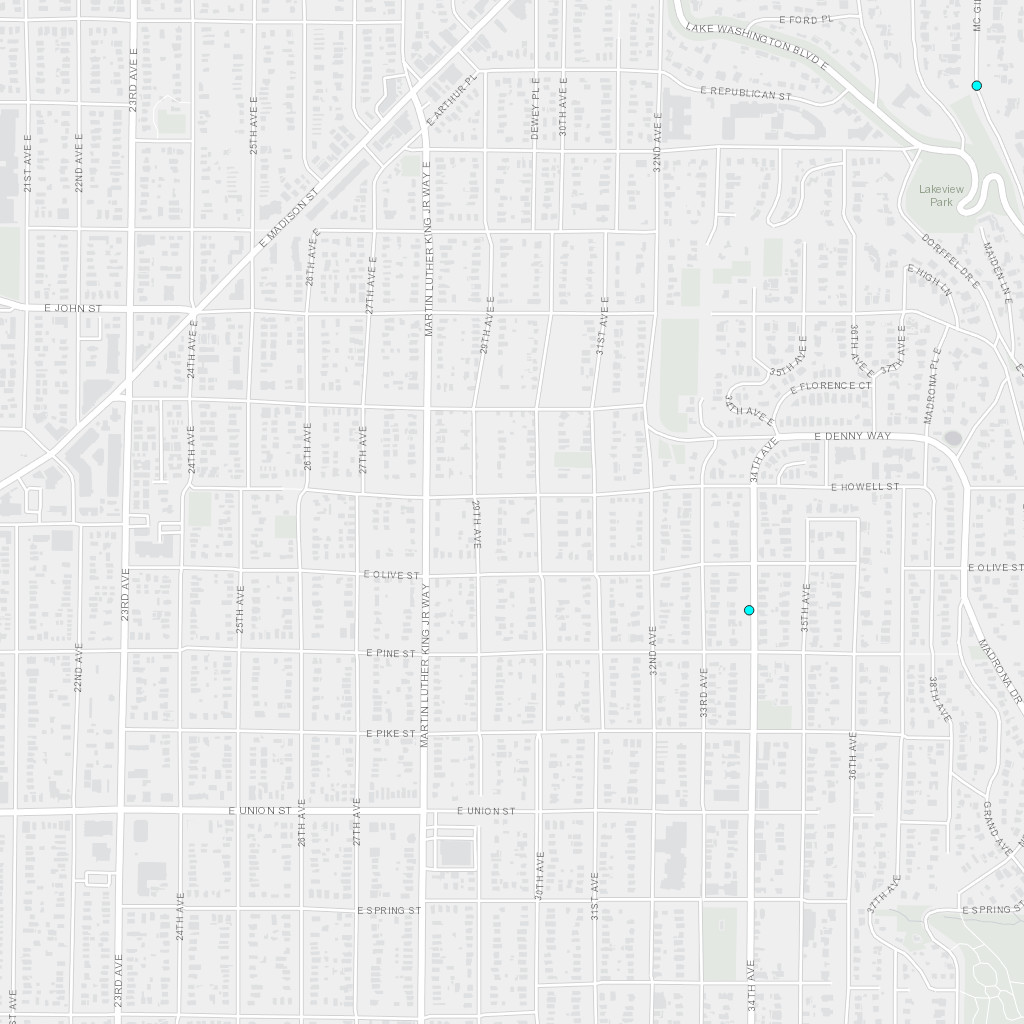 E FORD PL
MC GI
LAKE WASHINGTON BLVD E
23RD AVE E
E ARTHUR PL
DEWEY PL E
30TH AVE E
E REPUBLICAN ST
21ST AVE E
22ND AVE E
25TH AVE E
32ND AVE E
MARTIN LUTHER KING JR WAY E
E MADISON ST
Lakeview
Park
26TH AVE E
27TH AVE E
DORFFEL DR E
MAIDEN LN E
E HIGH LN
E JOHN ST
24TH AVE E
29TH AVE E
31ST AVE E
35TH AVE E
36TH AVE E
37TH AVE E
MADRONA PL E
E FLORENCE CT
34TH AVE E
E DENNY WAY
24TH AVE
26TH AVE
27TH AVE
34TH AVE
E HOWELL ST
29TH AVE
E OLIVE ST
E OLIVE ST
23RD AVE
25TH AVE
35TH AVE
MARTIN LUTHER KING JR WAY
E PINE ST
22ND AVE
32ND AVE
33RD AVE
38TH AVE
MADRONA DR
E PIKE ST
36TH AVE
E UNION ST
E UNION ST
26TH AVE
27TH AVE
GRAND AVE
30TH AVE
31ST AVE
24TH AVE
37TH AVE
E SPRING ST
E SPRING ST
23RD AVE
34TH AVE
ST AVE